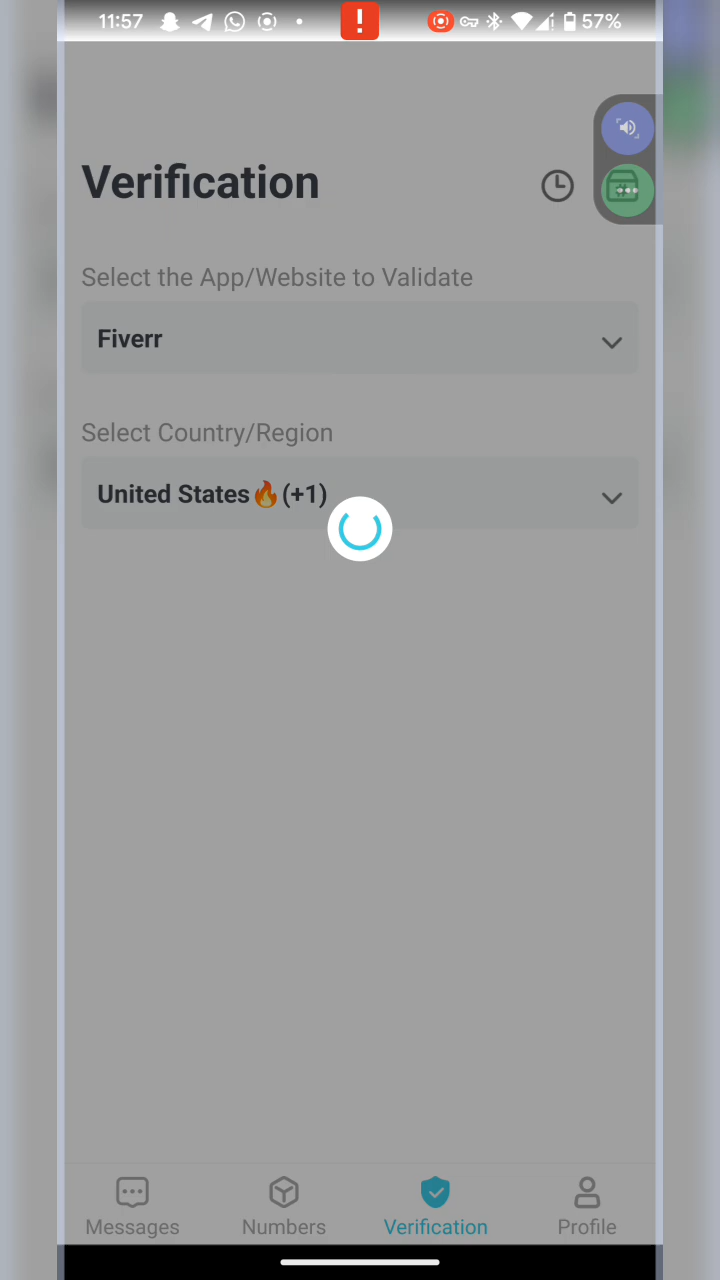 11:57 57%
Verification
Select the App/Website to Validate
Fiverr
Select Country/Region
United States🔥(+1)
Messages Numbers Verification Profile